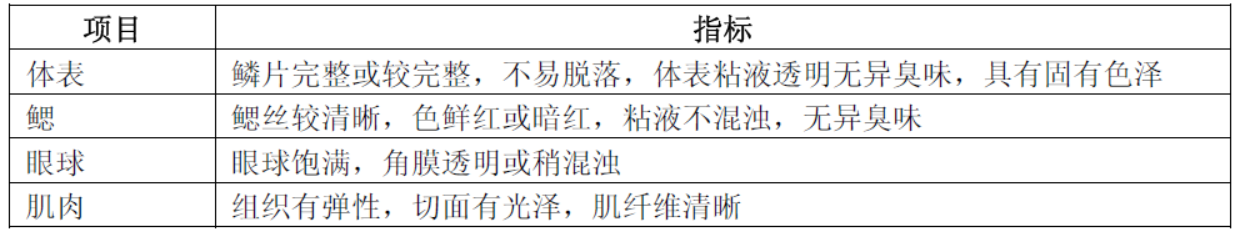 项目 指标
体表 鳞片完整或较完整，不易脱落，体表粘液透明无异臭味，具有固有色泽
鳃 鳃丝较清晰，色鲜红或暗红，粘液不混浊，无异臭味
眼球 眼球饱满，角膜透明或稍混浊
肌肉 组织有弹性，切面有光泽，肌纤维清晰